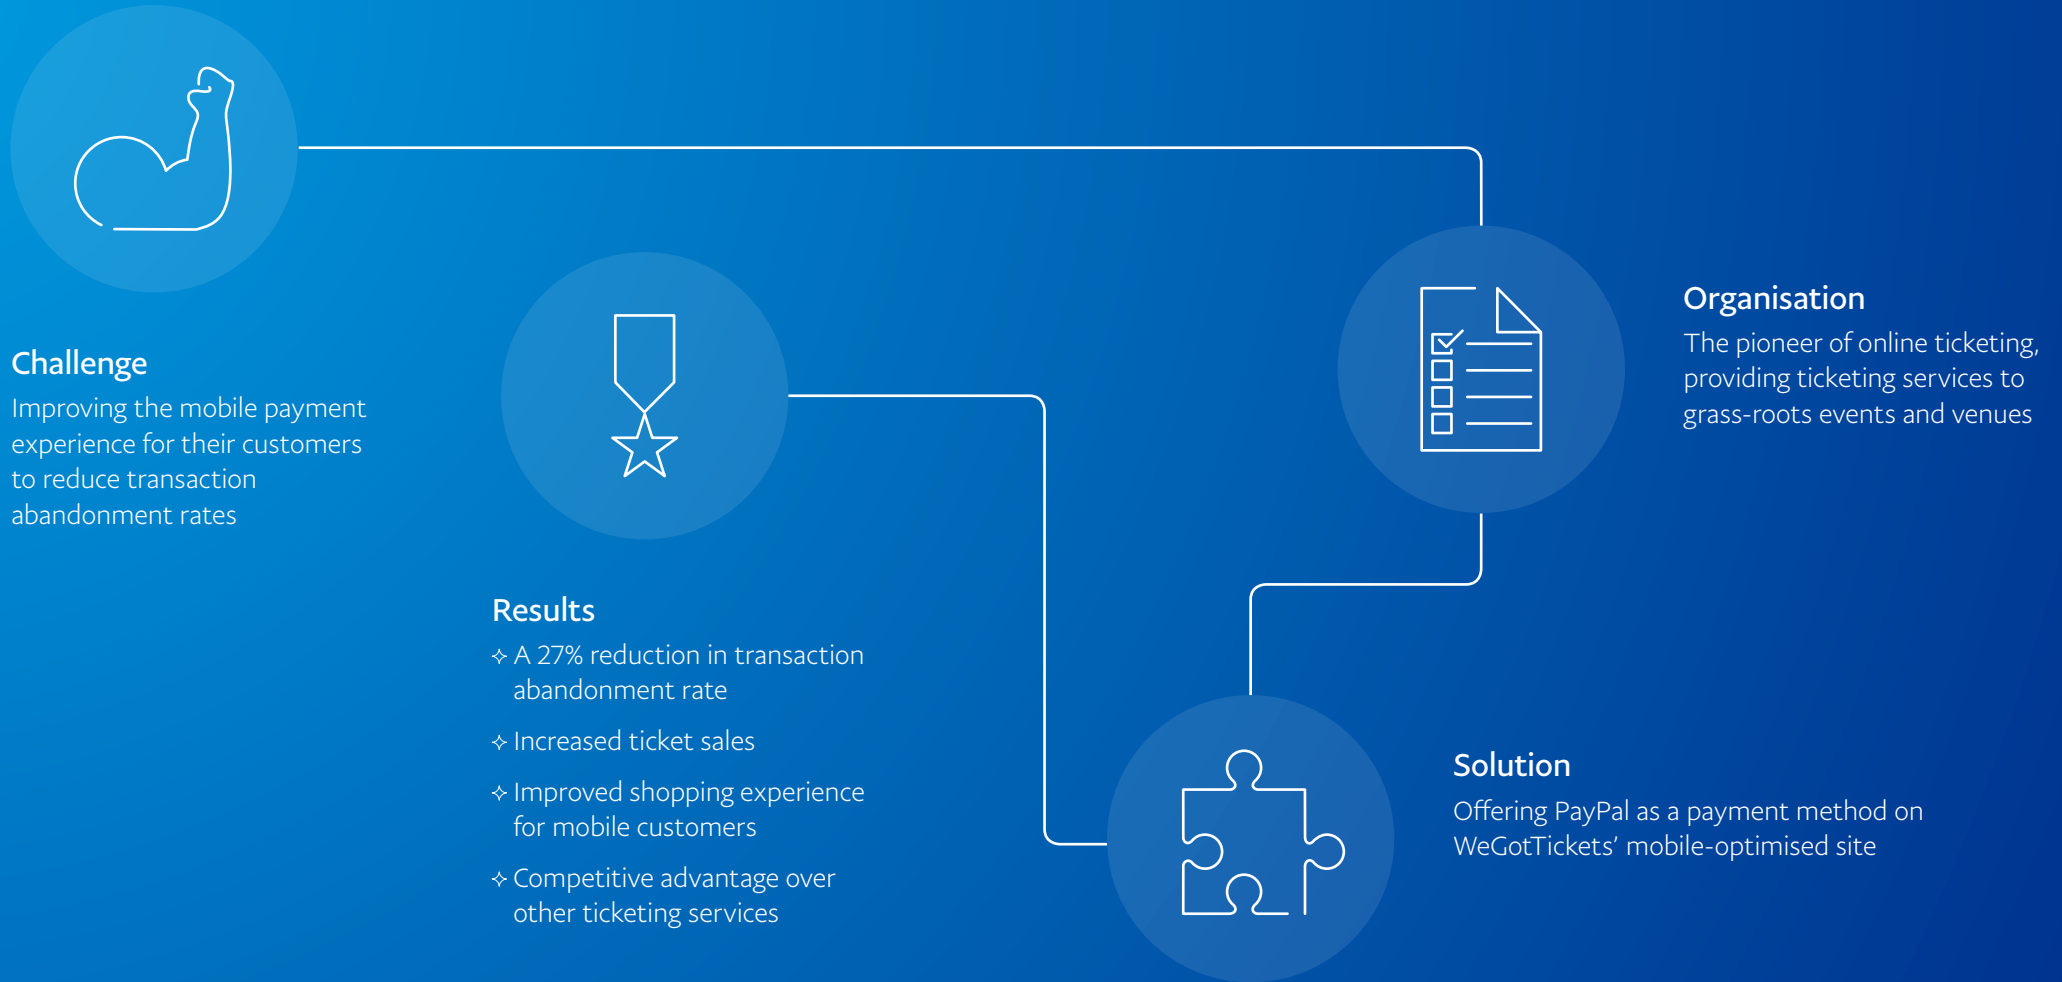 Challenge
Improving the mobile payment
experience for their customers
to reduce transaction
abandonment rates
Organisation
The pioneer of online ticketing,
providing ticketing services to
grass-roots events and venues
Solution
Offering PayPal as a payment method on
WeGotTickets’ mobile-optimised site
Results
✧ A 27% reduction in transaction
abandonment rate
✧ Increased ticket sales
✧ Improved shopping experience
for mobile customers
✧ Competitive advantage over
other ticketing services